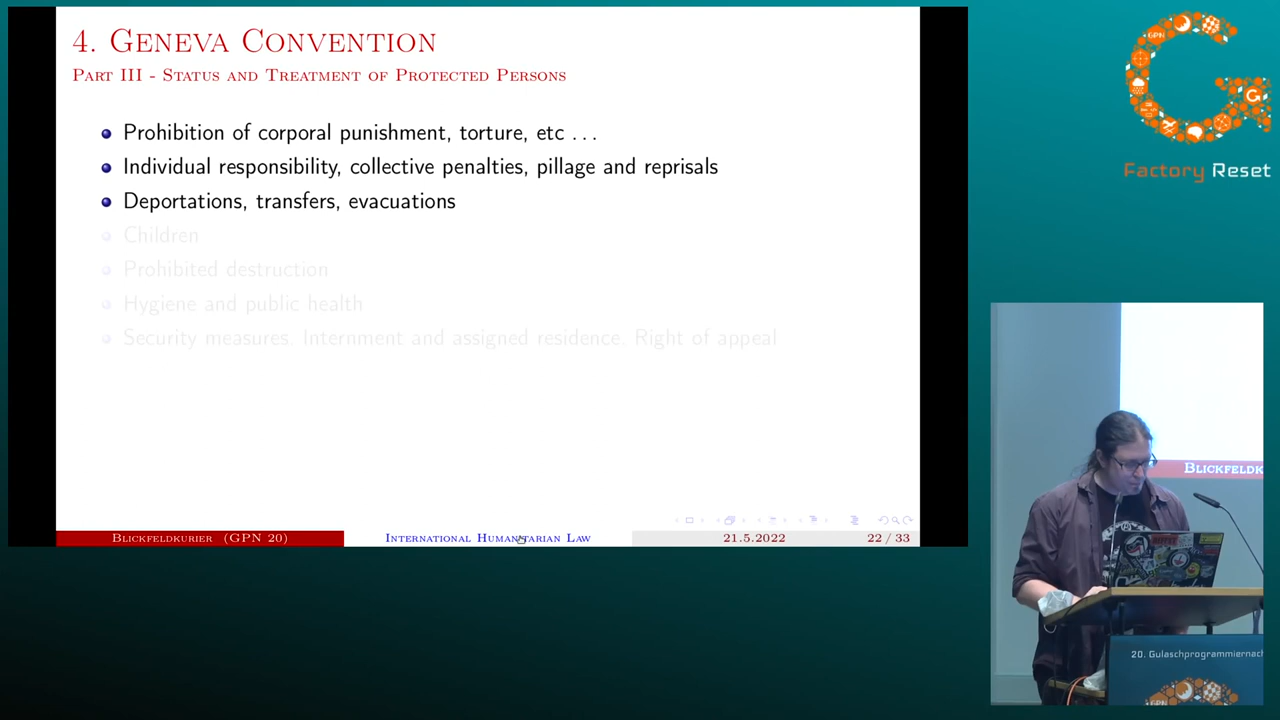 4. Geneva Convention
Part III - Status and Treatment of Protected Persons
Prohibition of corporal punishment, torture, etc . . .
Individual responsibility, collective penalties, pillage and reprisals
Deportations, transfers, evacuations
Children
Prohibited destruction
Hygiene and public health
Security measures. Internment and assigned residence. Right of appeal
Blickfeldkurier (GPN 20)
International Humanitarian Law
21.5.2022
22 / 33
GPN
Factory Reset
Blickfeldk
20. Gulaschprogrammiernach
GPN